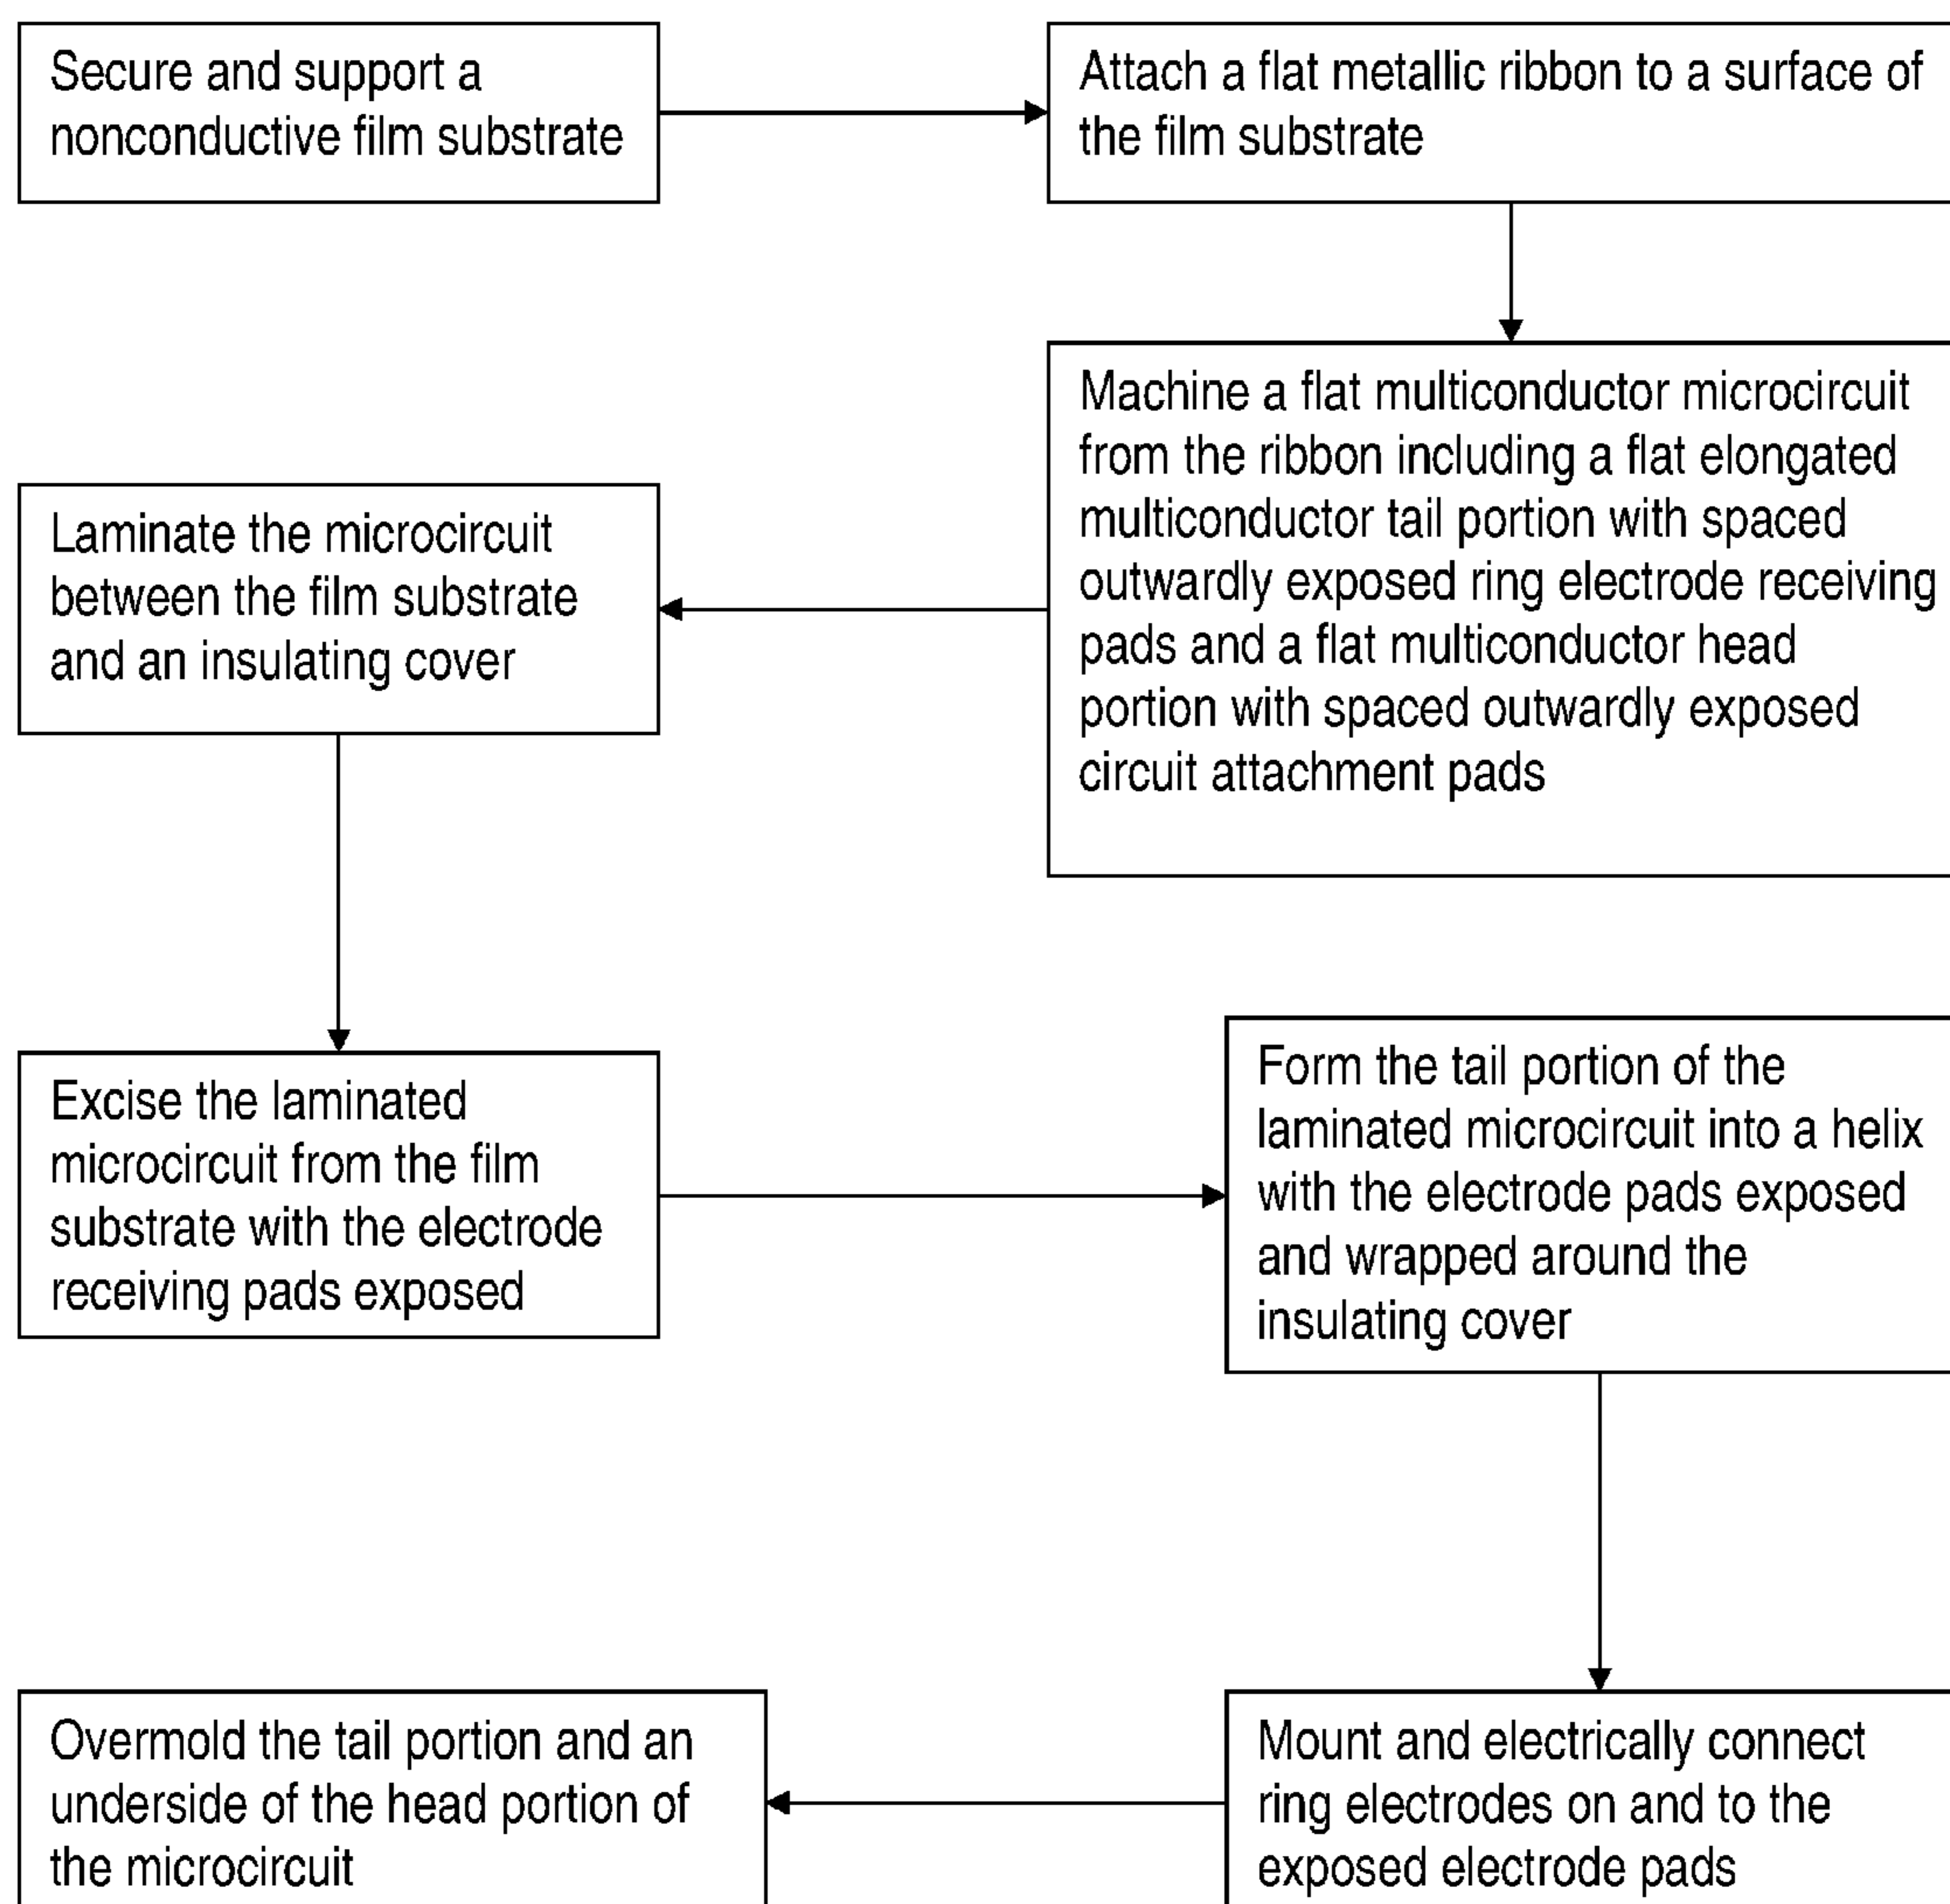 Secure and support a
nonconductive film substrate
Attach a flat metallic ribbon to a surface of
the film substrate
Machine a flat multiconductor microcircuit
from the ribbon including a flat elongated
multiconductor tail portion with spaced
outwardly exposed ring electrode receiving
pads and a flat multiconductor head
portion with spaced outwardly exposed
circuit attachment pads
Laminate the microcircuit
between the film substrate
and an insulating cover
Excise the laminated
microcircuit from the film
substrate with the electrode
receiving pads exposed
Form the tail portion of the
laminated microcircuit into a helix
with the electrode pads exposed
and wrapped around the
insulating cover
Mount and electrically connect
ring electrodes on and to the
exposed electrode pads
Overmold the tail portion and an
underside of the head portion of
the microcircuit